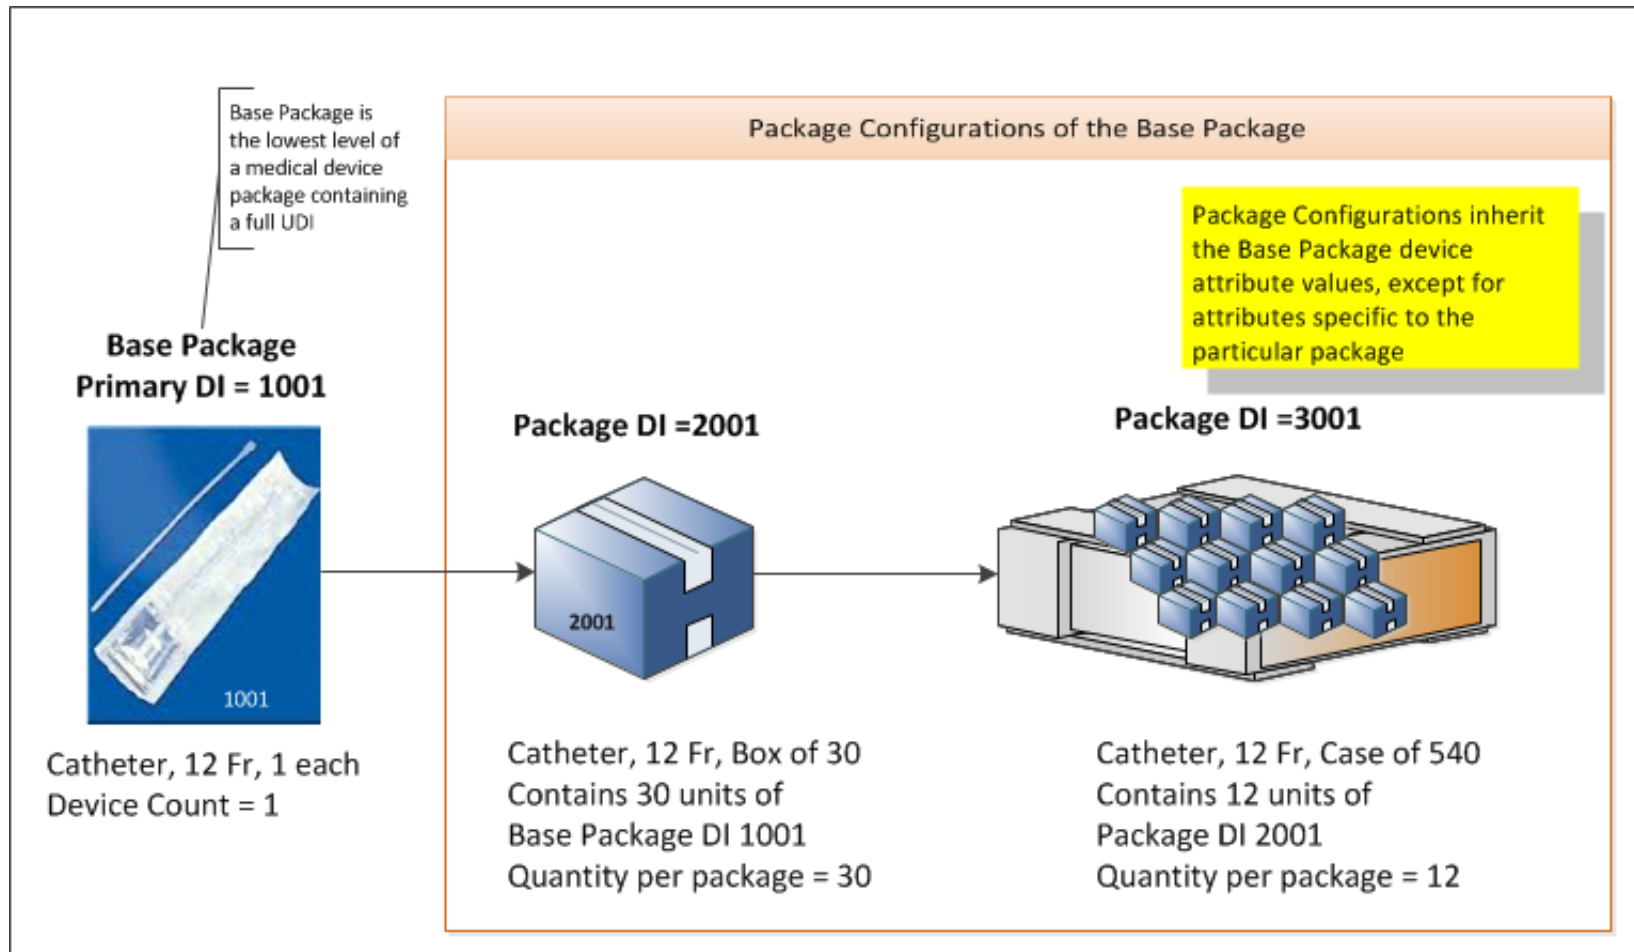 Base Package is
the lowest level of
a medical device
package containing
a full UDI
Package Configurations of the Base Package
Package Configurations inherit
the Base Package device
attribute values, except for
attributes specific to the
particular package
Base Package
Primary DI = 1001
1001
Catheter, 12 Fr, 1 each
Device Count = 1
Package DI =2001
2001
Catheter, 12 Fr, Box of 30
Contains 30 units of
Base Package DI 1001
Quantity per package = 30
Package DI =3001
Catheter, 12 Fr, Case of 540
Contains 12 units of
Package DI 2001
Quantity per package = 12